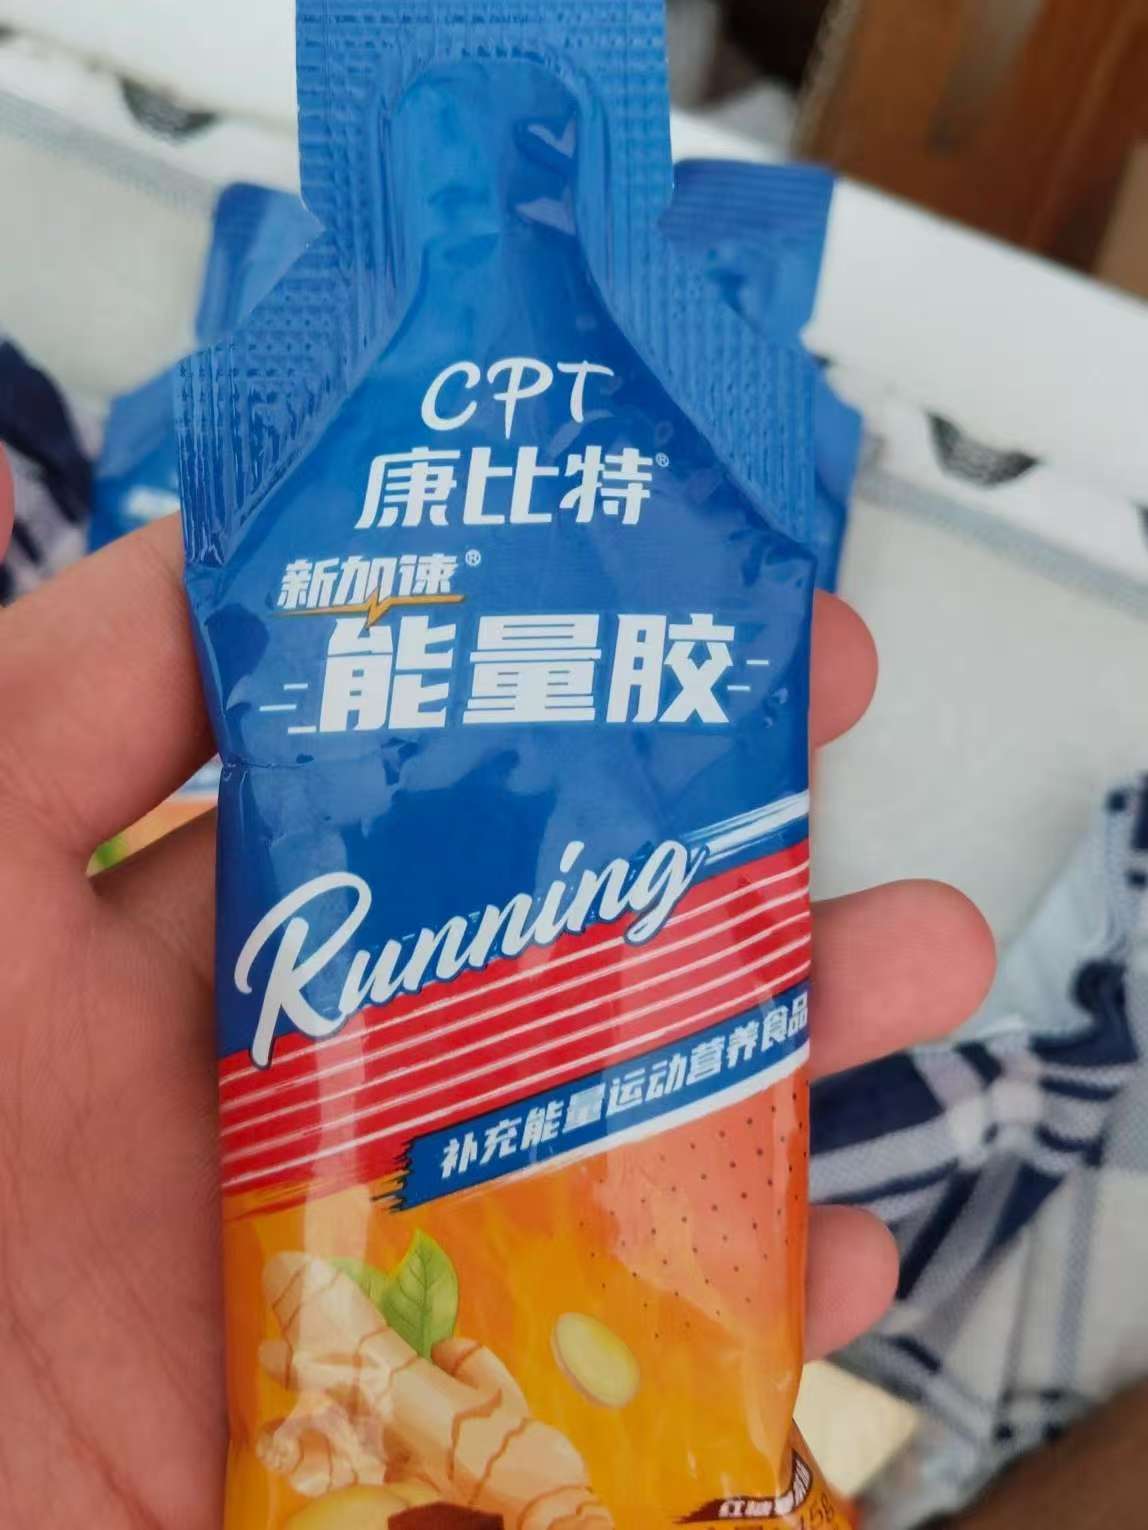 CPT
康比特®
新加速®
能量胶
Running
补充能量运动营养食品